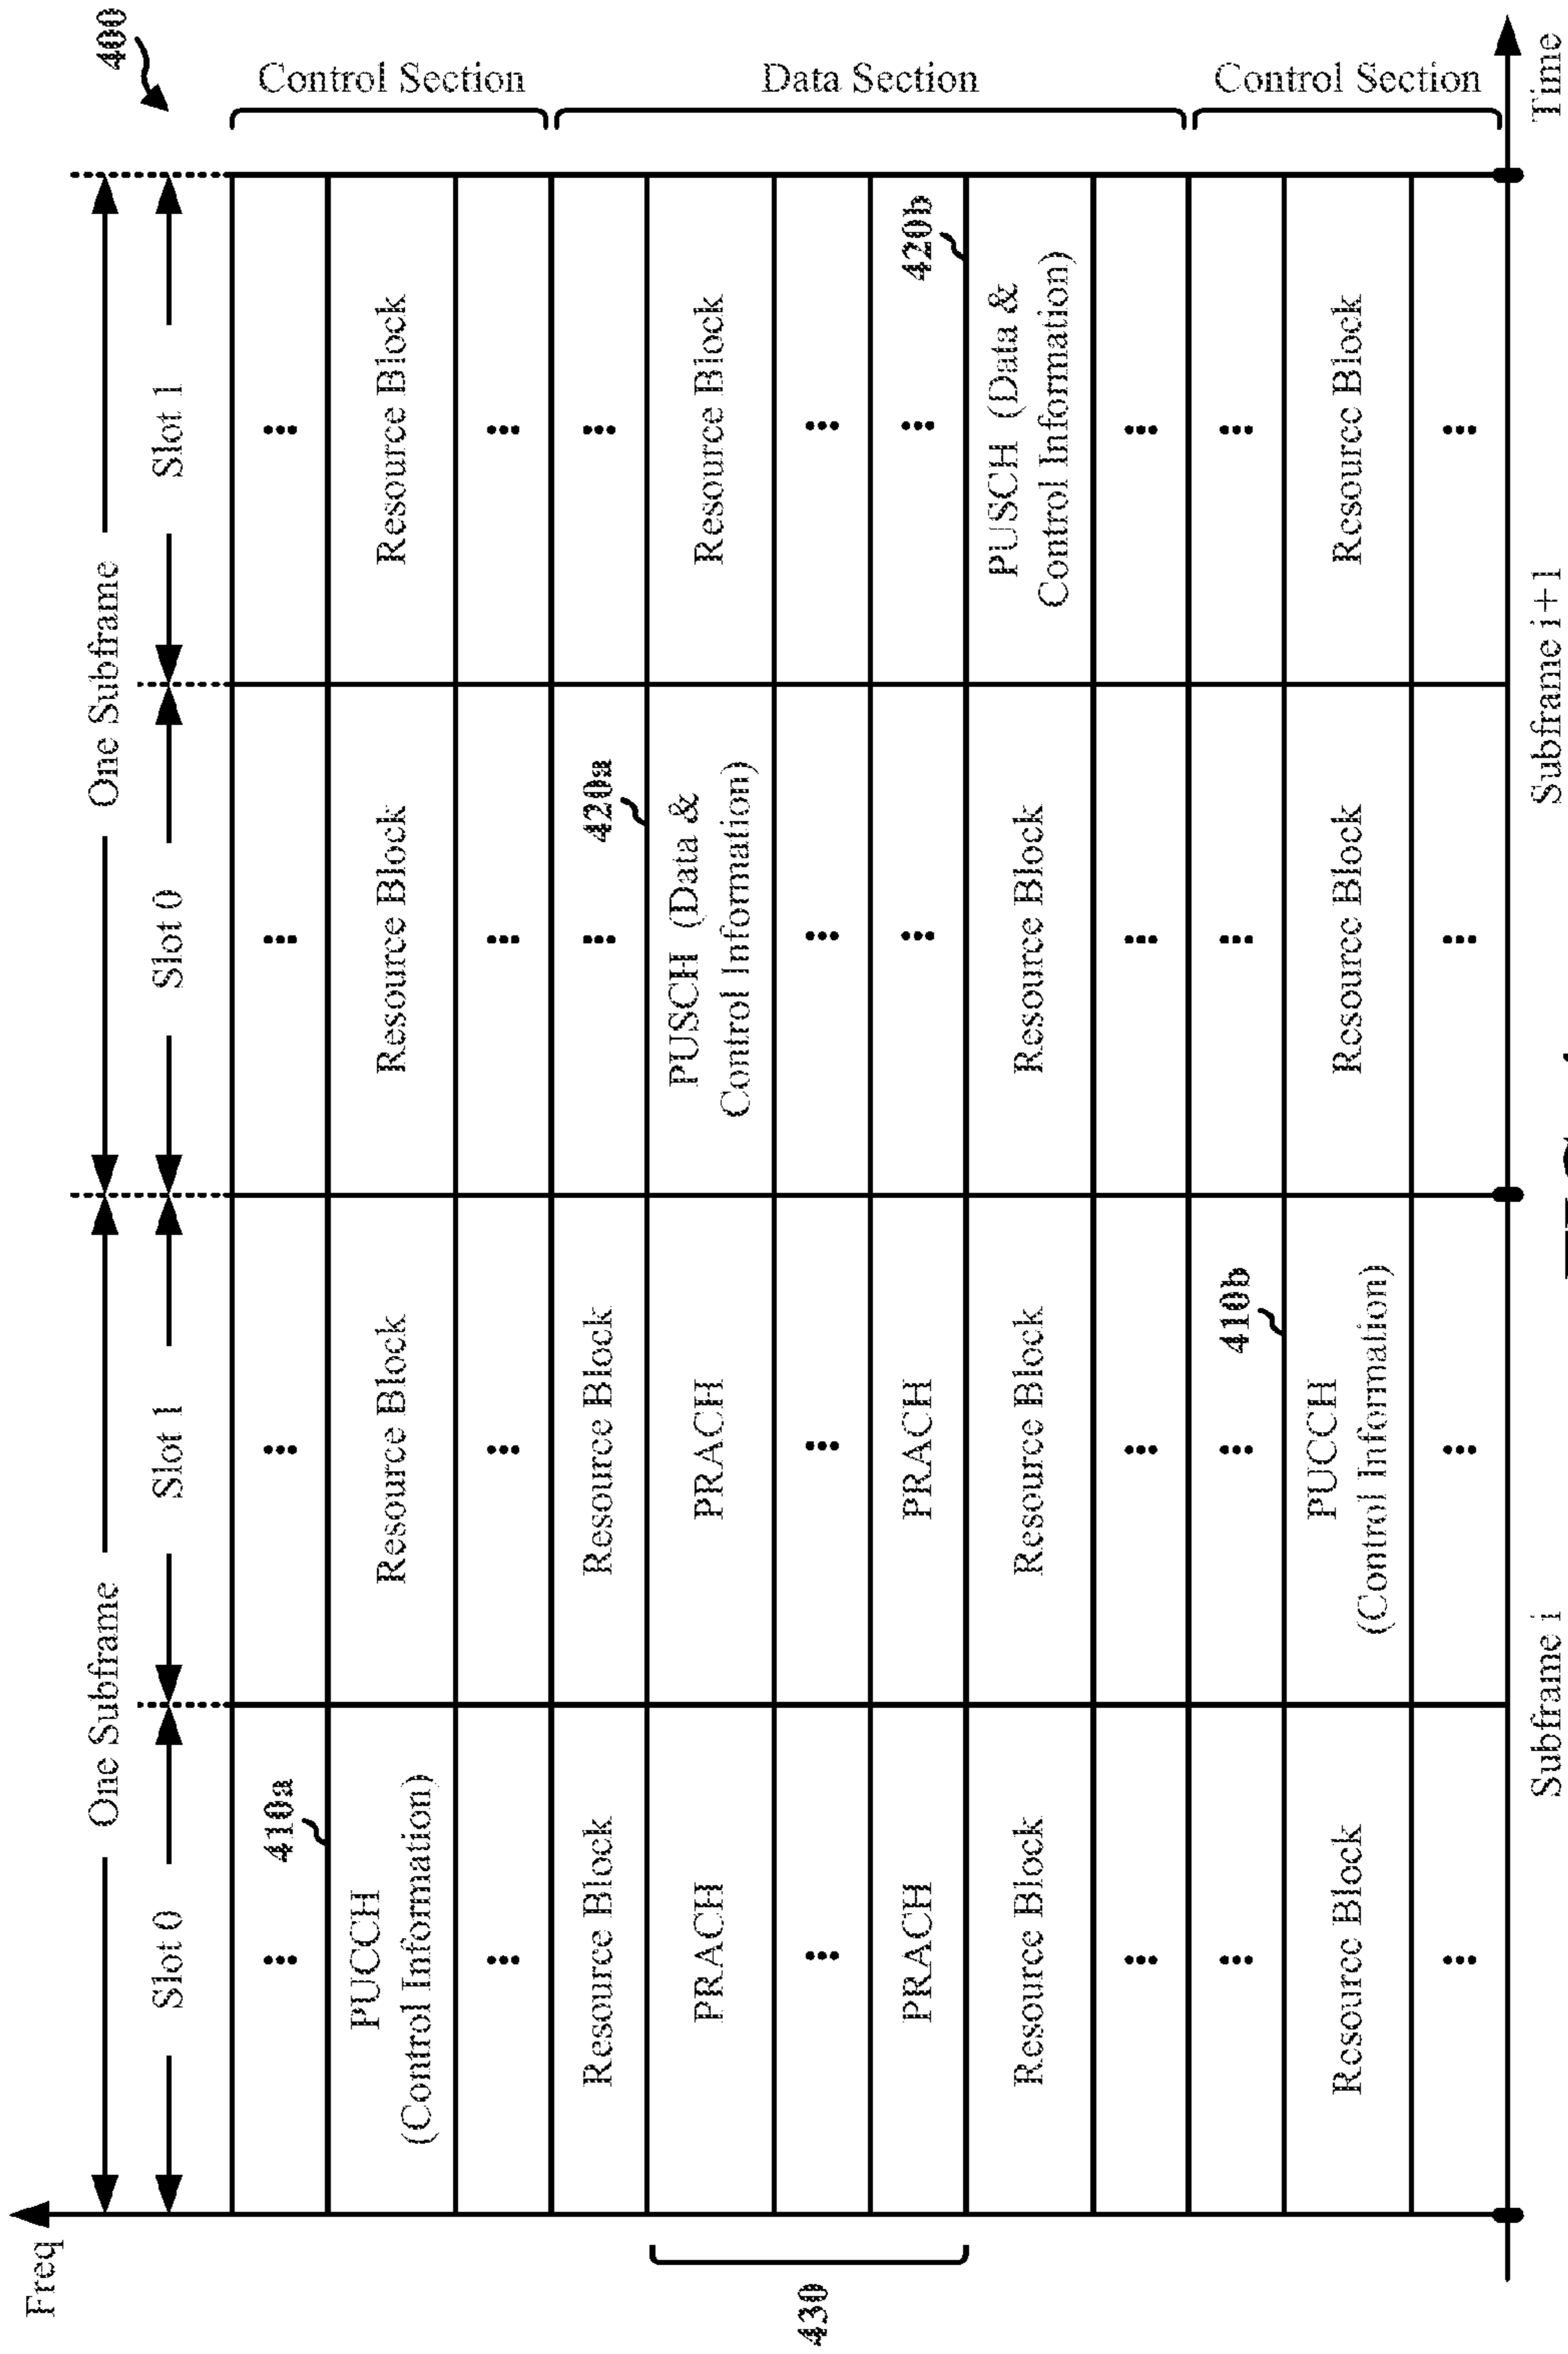 400
One Subframe
One Subframe
Slot 0
Slot 1
Slot 0
Slot 1
Freq
410a
...
...
...
...
PUCCH
(Control Information)
Resource Block
Resource Block
Resource Block
Control Section
...
...
...
...
Resource Block
Resource Block
420a
...
...
PRACH
PRACH
PUSCH (Data &
Control Information)
Resource Block
430
...
...
...
...
Data Section
PRACH
PRACH
...
...
420b
Resource Block
Resource Block
Resource Block
PUSCH (Data &
Control Information)
...
...
...
...
...
...
410b
...
...
Resource Block
PUCCH
(Control Information)
Resource Block
Resource Block
Control Section
...
...
...
...
Subframe i
Subframe i+1
Time